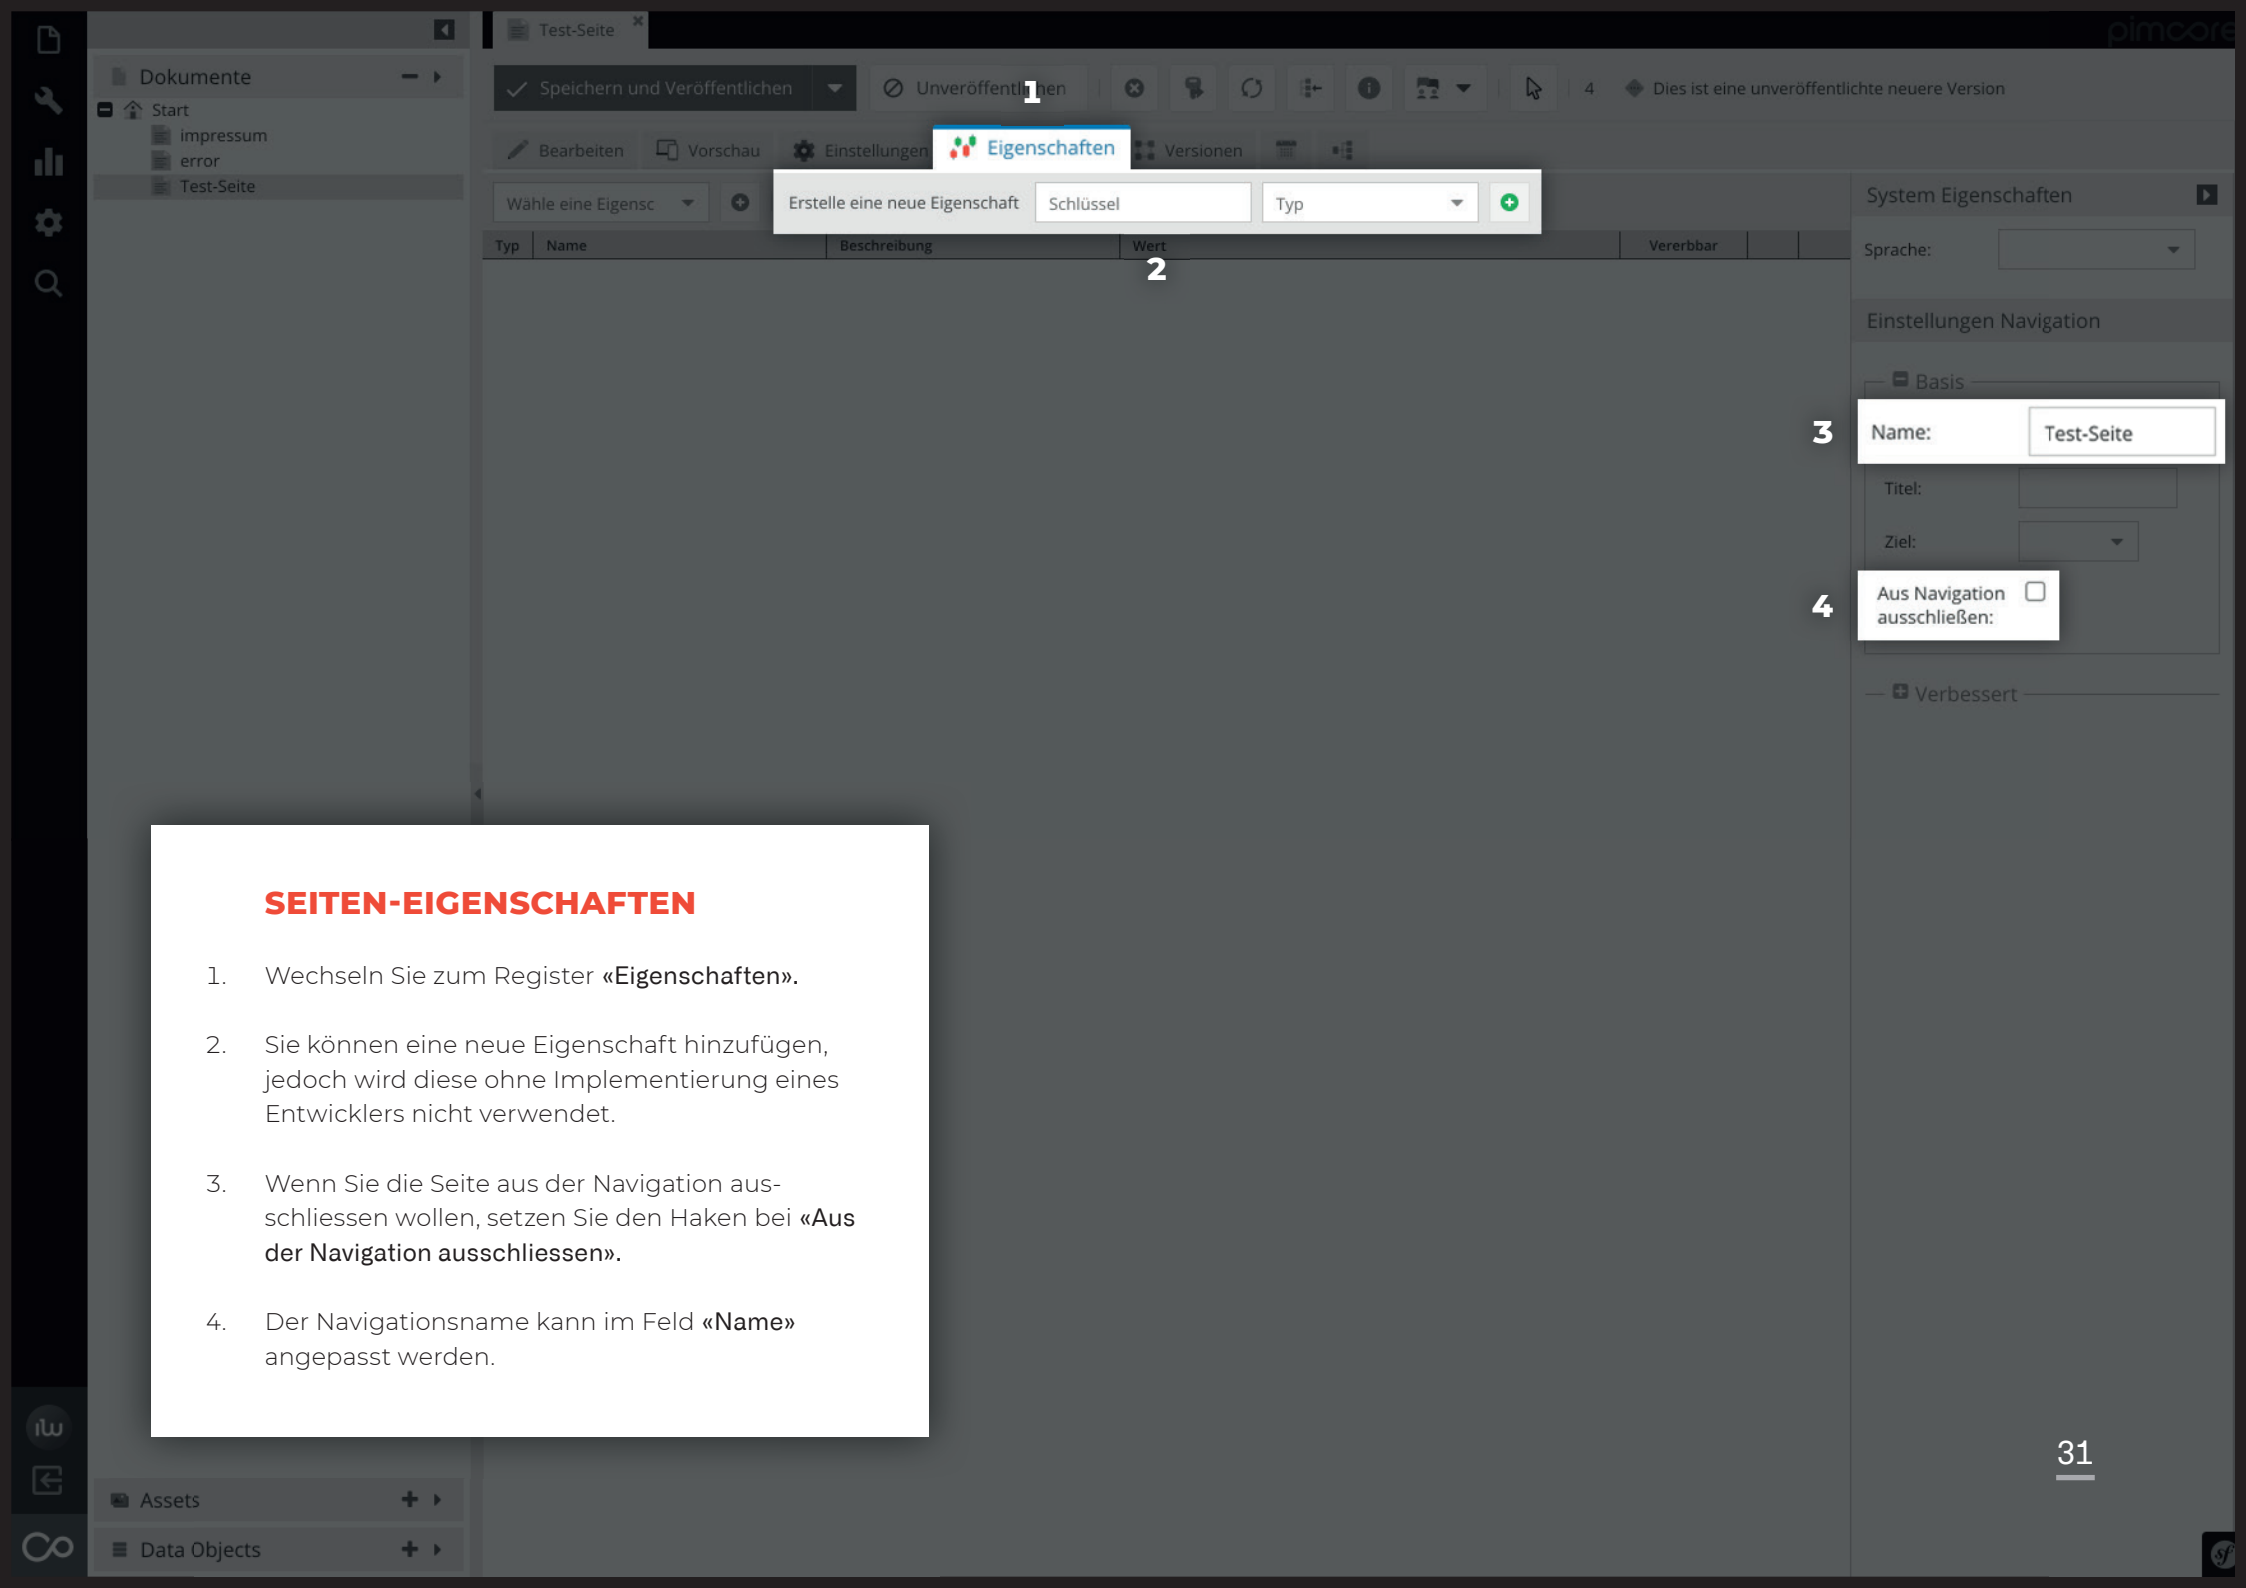 Test-Seite
pimcore
Dokumente
Start
impressum
error
Test-Seite
Speichern und Veröffentlichen
Unveröffentlichen
4
Dies ist eine unveröffentlichte neuere Version
1
Bearbeiten
Vorschau
Einstellungen
Eigenschaften
Versionen
Wähle eine Eigensc
Erstelle eine neue Eigenschaft
Schlüssel
Typ
Typ
Name
Beschreibung
Wert
Vererbbar
2
System Eigenschaften
Sprache:
Einstellungen Navigation
Basis
3
Name:
Test-Seite
Titel:
Ziel:
4
Aus Navigation
ausschließen:
Verbessert
SEITEN-EIGENSCHAFTEN
1. Wechseln Sie zum Register «Eigenschaften».
2. Sie können eine neue Eigenschaft hinzufügen,
jedoch wird diese ohne Implementierung eines
Entwicklers nicht verwendet.
3. Wenn Sie die Seite aus der Navigation aus-
schliessen wollen, setzen Sie den Haken bei «Aus
der Navigation ausschliessen».
4. Der Navigationsname kann im Feld «Name»
angepasst werden.
ilw
Assets
Data Objects
31
sf